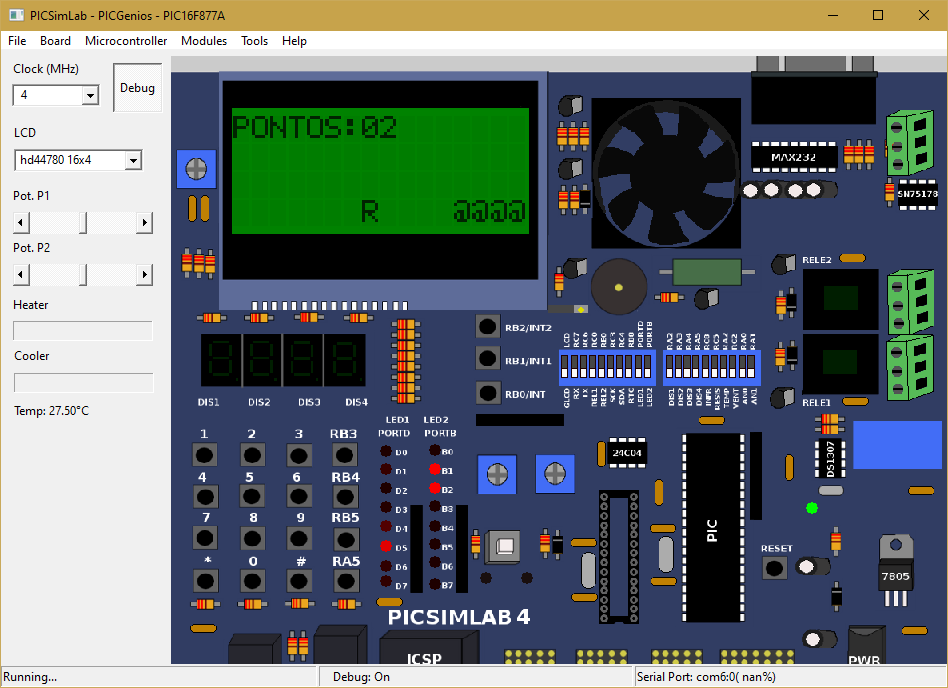 PICSimLab - PICGenios - PIC16F877A
File Board Microcontroller Modules Tools Help
Clock (MHz)
4
Debug
LCD
hd44780 16x4
Pot. P1
Pot. P2
Heater
Cooler
Temp: 27.50°C
PONTOS:02
R aaaa
MAX232
SN75178
RELE2
RELE1
RB2/INT2
RB1/INT1
RB0/INT
DIS1 DIS2 DIS3 DIS4
LED1 LED2
PORTD PORTB
1 2 3 RB3
4 5 6 RB4
7 8 9 RB5
* 0 # RA5
D0 B0
D1 B1
D2 B2
D3 B3
D4 B4
D5 B5
D6 B6
D7 B7
24C04
DS1307
PIC
RESET
7805
PICSIMLAB 4
ICSP
PWR
Running...
Debug: On
Serial Port: com6:0( nan%)